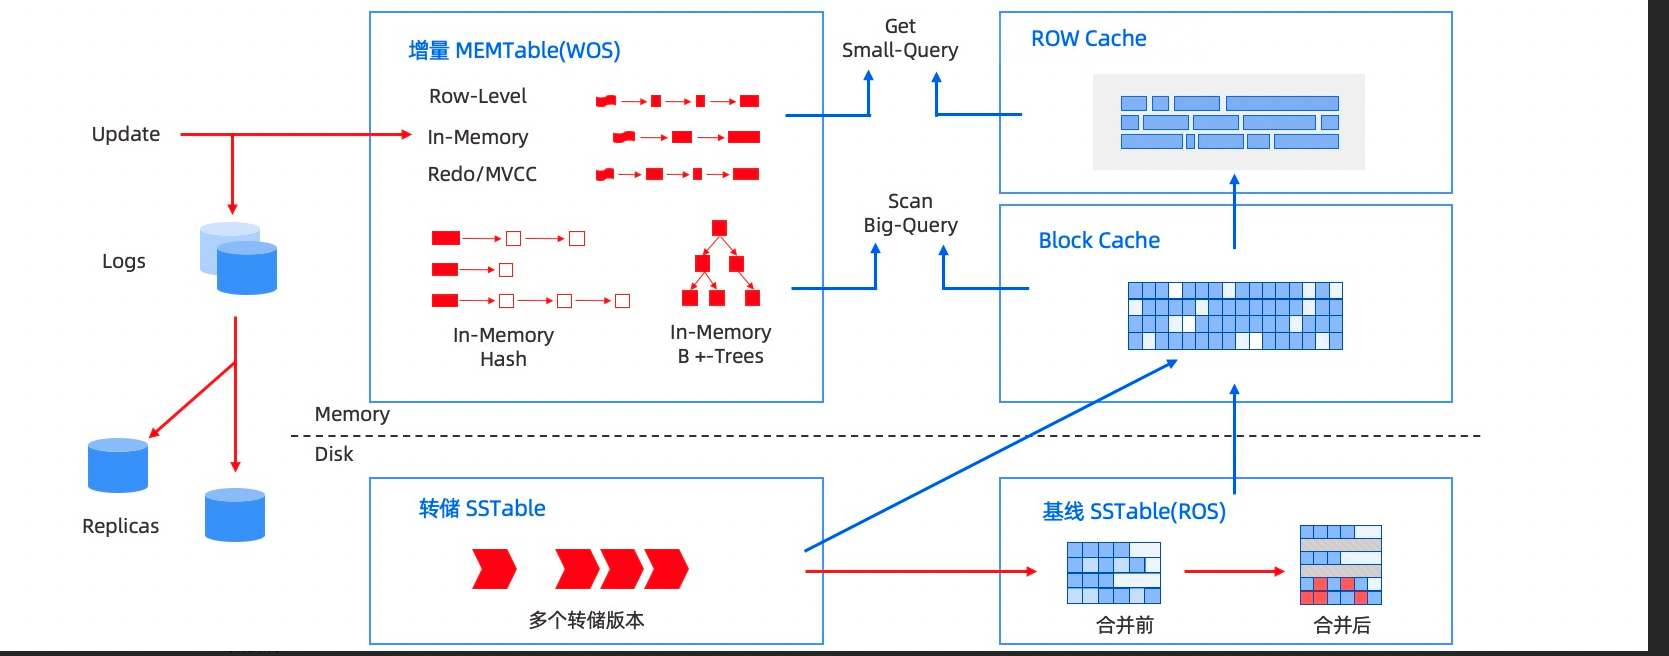 增量 MEMTable(WOS)
Row-Level
In-Memory
Redo/MVCC
In-Memory
Hash
In-Memory
B +-Trees
Get
Small-Query
Scan
Big-Query
ROW Cache
Block Cache
Update
Logs
Replicas
Memory
Disk
转储 SSTable
多个转储版本
基线 SSTable(ROS)
合并前
合并后